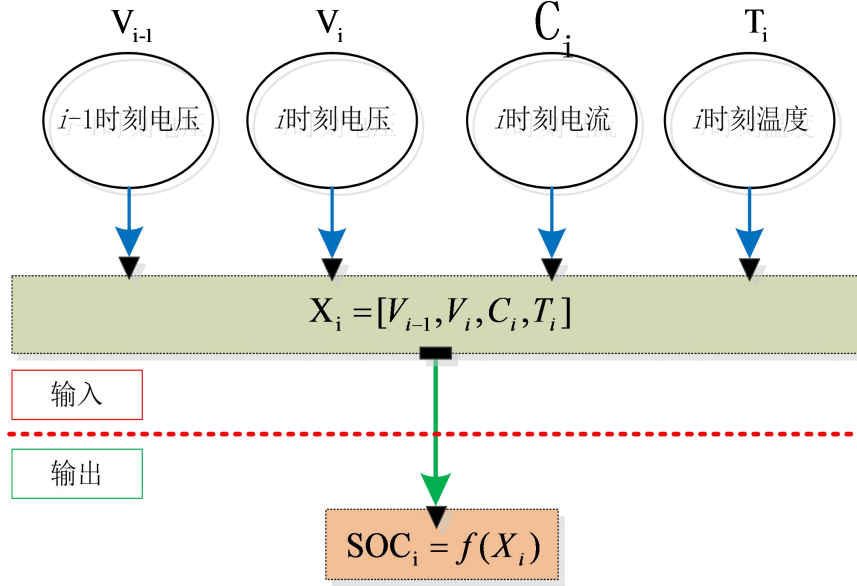 V_{i-1} V_i C_i T_i
i-1时刻电压 i时刻电压 i时刻电流 i时刻温度
X_i =[V_{i-1},V_i,C_i,T_i]
输入
输出
SOC_i = f(X_i)